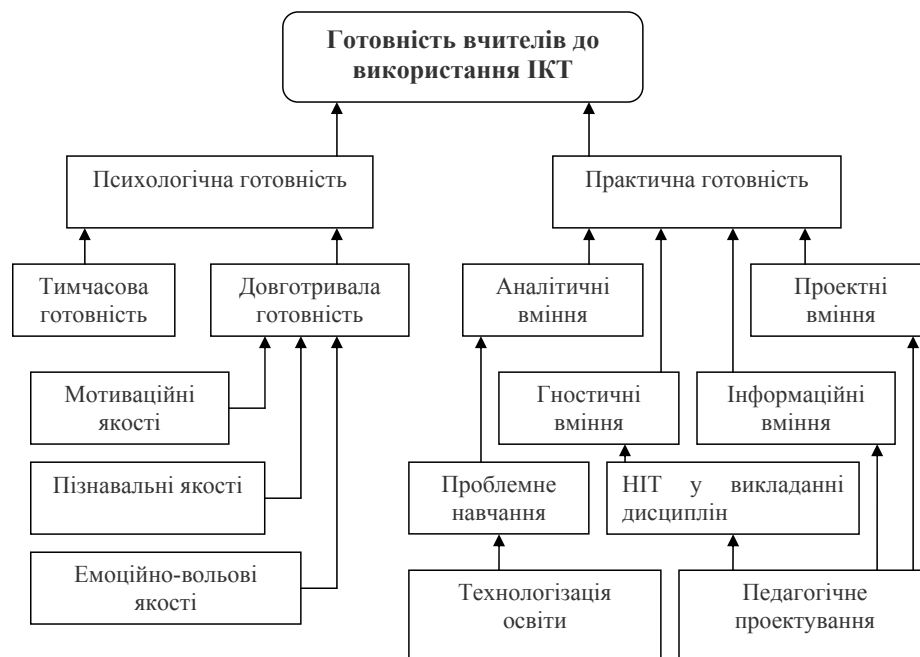 Готовність вчителів до
використання ІКТ
Психологічна готовність
Практична готовність
Тимчасова
готовність
Довготривала
готовність
Аналітичні
вміння
Проектні
вміння
Мотиваційні
якості
Гностичні
вміння
Інформаційні
вміння
Пізнавальні якості
Проблемне
навчання
НІТ у викладанні
дисциплін
Емоційно-вольові
якості
Технологізація
освіти
Педагогічне
проектування